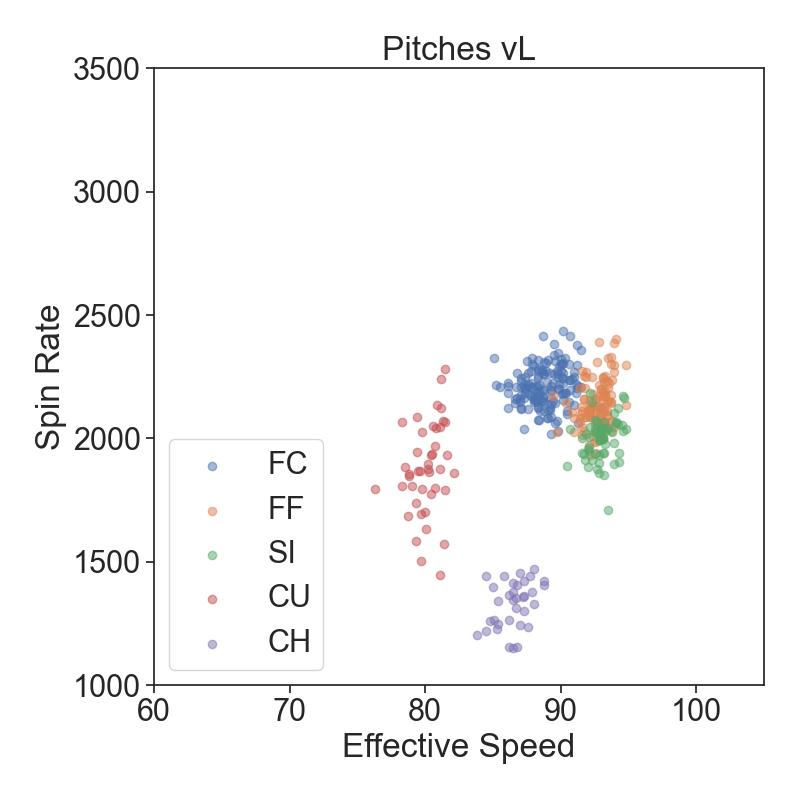 Pitches vL
3500
3000
2500
2000
1500
1000
Spin Rate
FC
FF
SI
CU
CH
60 70 80 90 100
Effective Speed